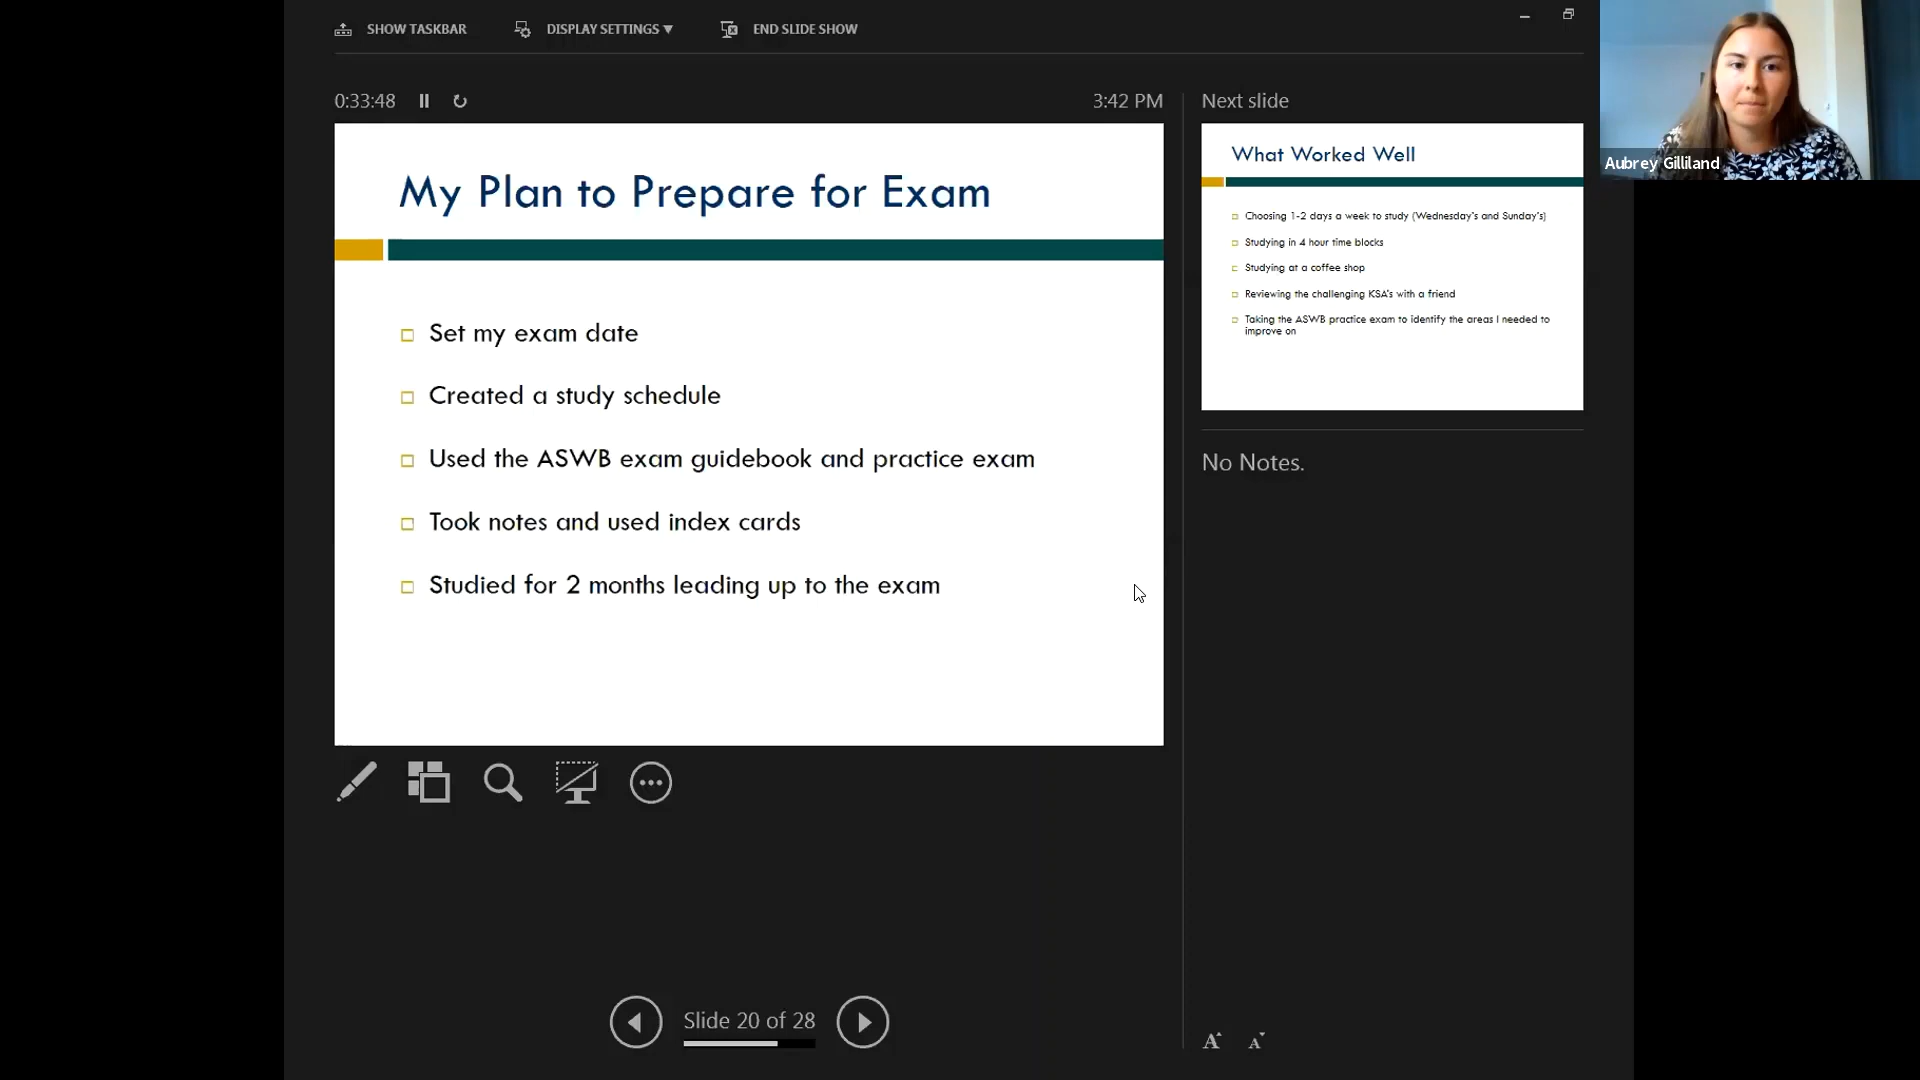 SHOW TASKBAR
DISPLAY SETTINGS ▼
END SLIDE SHOW
0:33:48
3:42 PM
My Plan to Prepare for Exam
Set my exam date
Created a study schedule
Used the ASWB exam guidebook and practice exam
Took notes and used index cards
Studied for 2 months leading up to the exam
Slide 20 of 28
Next slide
What Worked Well
Choosing 1-2 days a week to study (Wednesday's and Sunday's)
Studying in 4 hour time blocks
Studying at a coffee shop
Reviewing the challenging KSA's with a friend
Taking the ASWB practice exam to identify the areas I needed to
improve on
No Notes.
A A
Aubrey Gilliland